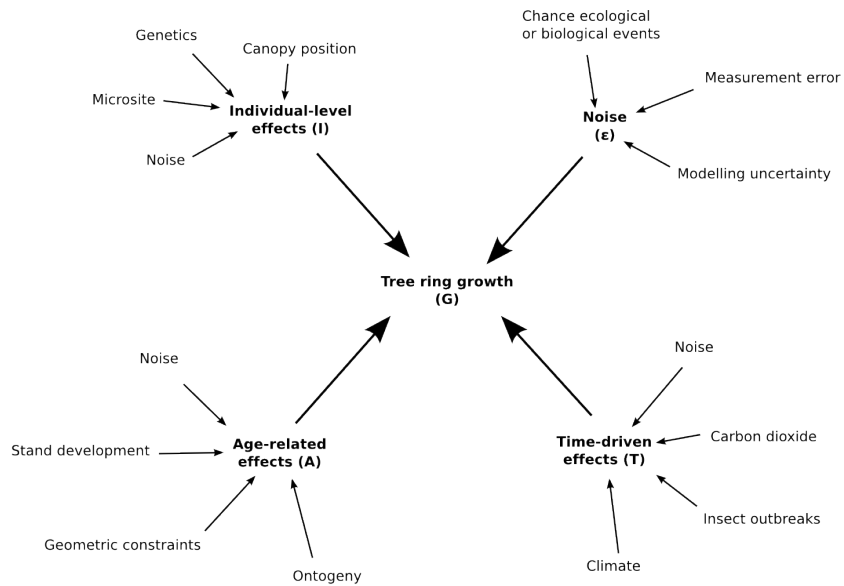 Genetics
Canopy position
Microsite
Individual-level
effects (I)
Noise
Chance ecological
or biological events
Measurement error
Noise
(ε)
Modelling uncertainty
Tree ring growth
(G)
Noise
Stand development
Age-related
effects (A)
Geometric constraints
Ontogeny
Noise
Time-driven
effects (T)
Carbon dioxide
Insect outbreaks
Climate